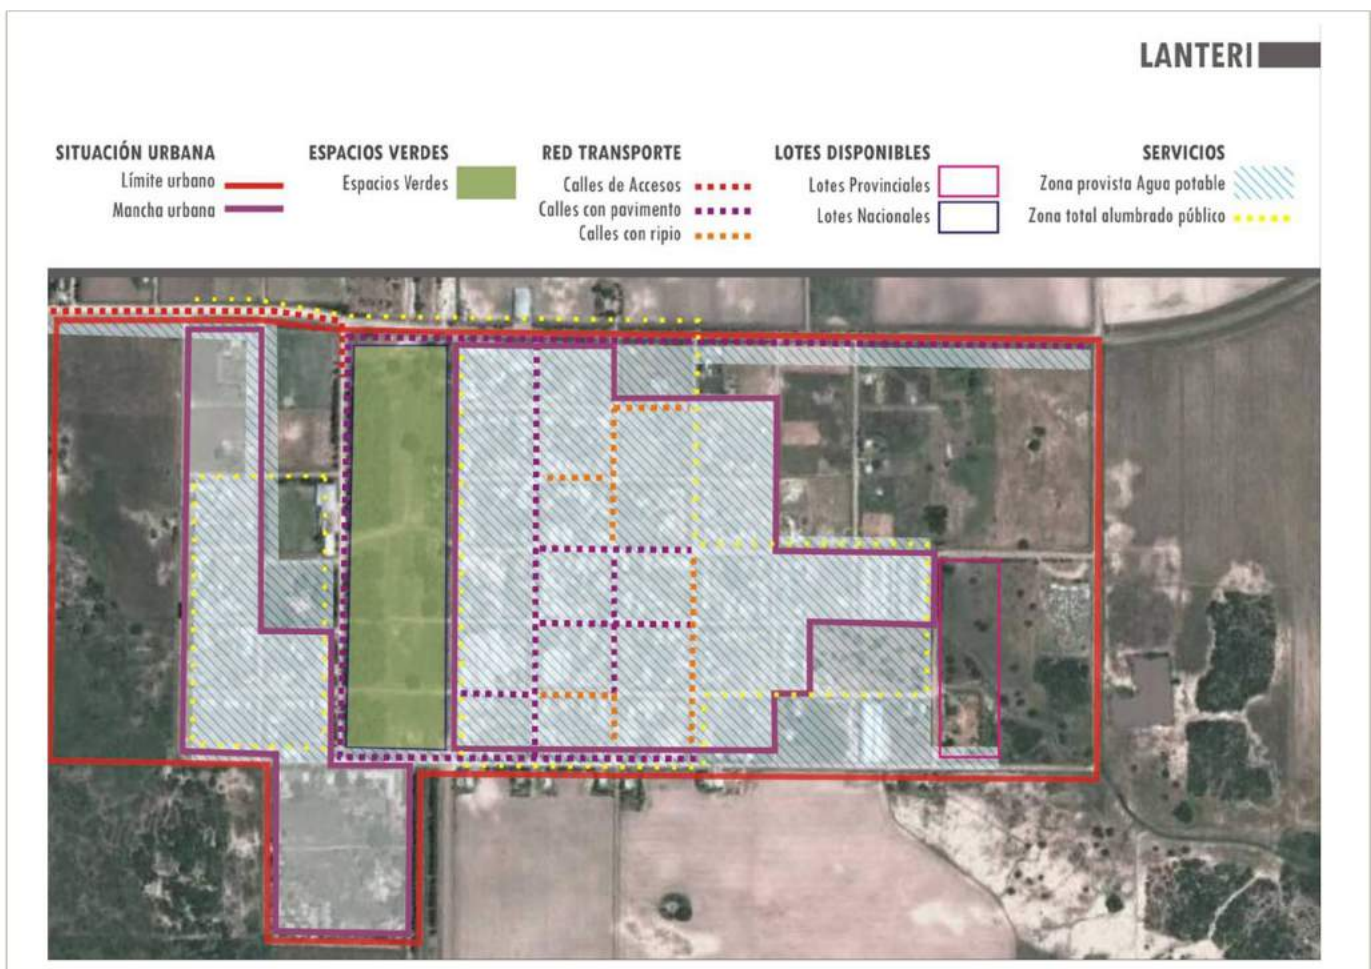 LANTERI
SITUACIÓN URBANA
Límite urbano
Mancha urbana
ESPACIOS VERDES
Espacios Verdes
RED TRANSPORTE
Calles de Accesos
Calles con pavimento
Calles con ripio
LOTES DISPONIBLES
Lotes Provinciales
Lotes Nacionales
SERVICIOS
Zona provista Agua potable
Zona total alumbrado público